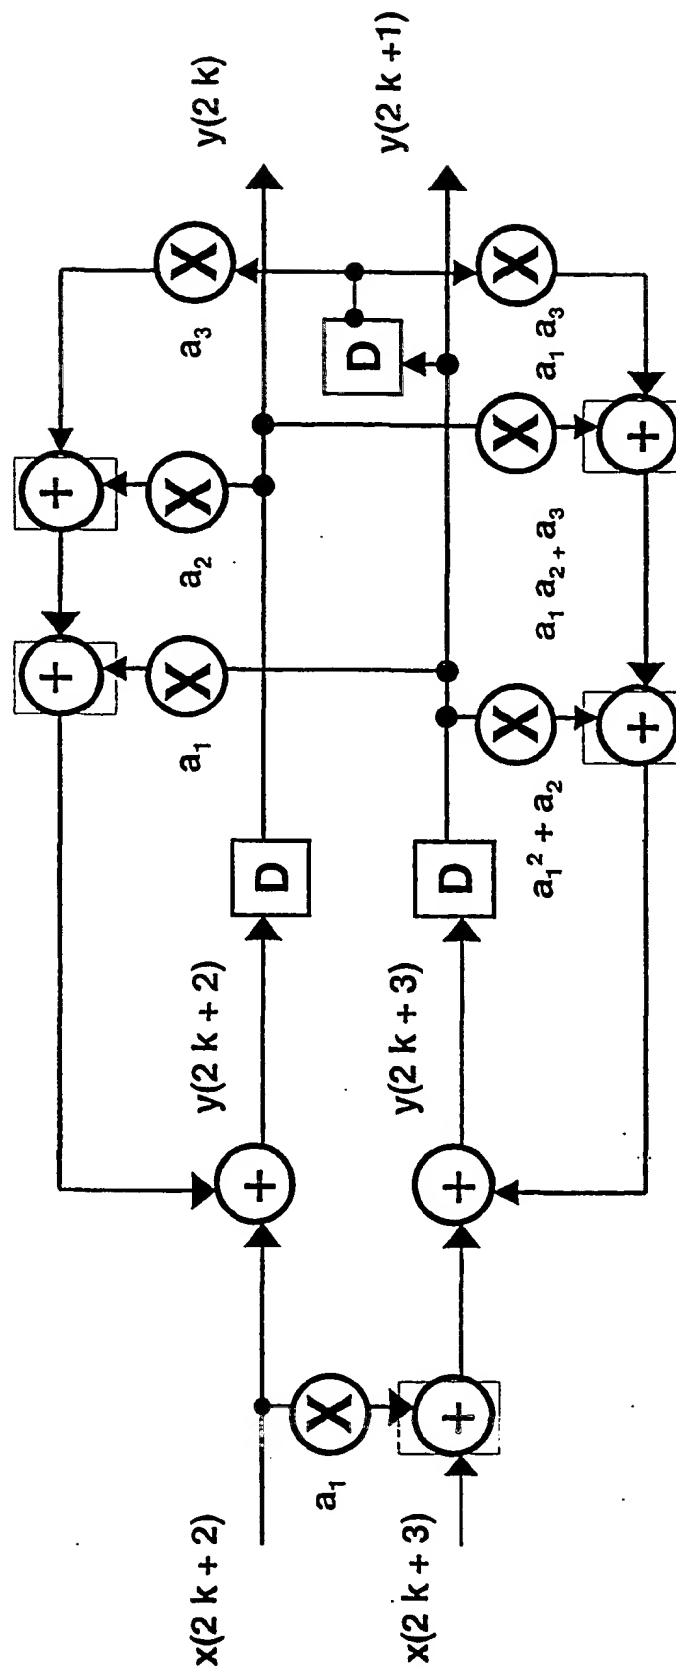 y(2 k)
y(2 k +1)
a3
X
X
a1 a3
D
+
X
a2
X
+
a1 a2 + a3
+
X
a1
X
+
a1² + a2
D
D
y(2 k + 2)
y(2 k + 3)
+
+
X
+
a1
x(2 k + 2)
x(2 k + 3)